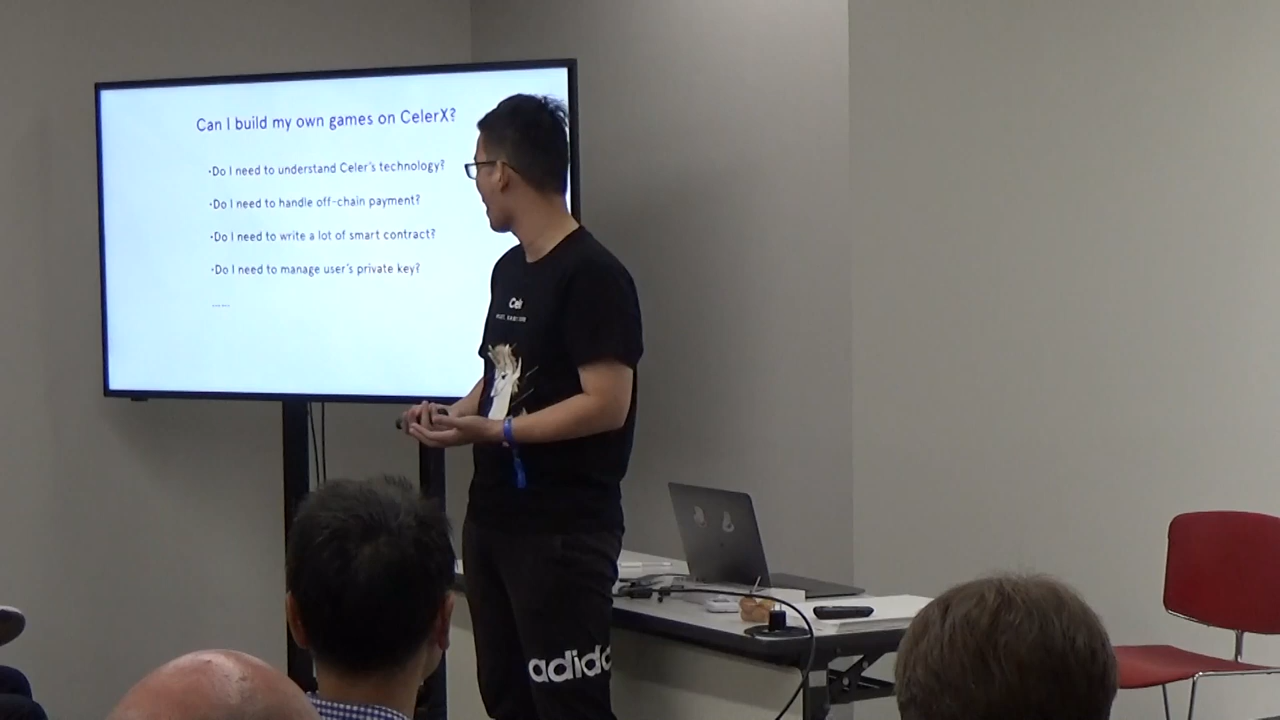 Can I build my own games on CelerX?
·Do I need to understand Celer's technology?
·Do I need to handle off-chain payment?
·Do I need to write a lot of smart contract?
·Do I need to manage user's private key?
......
Celer
adidas